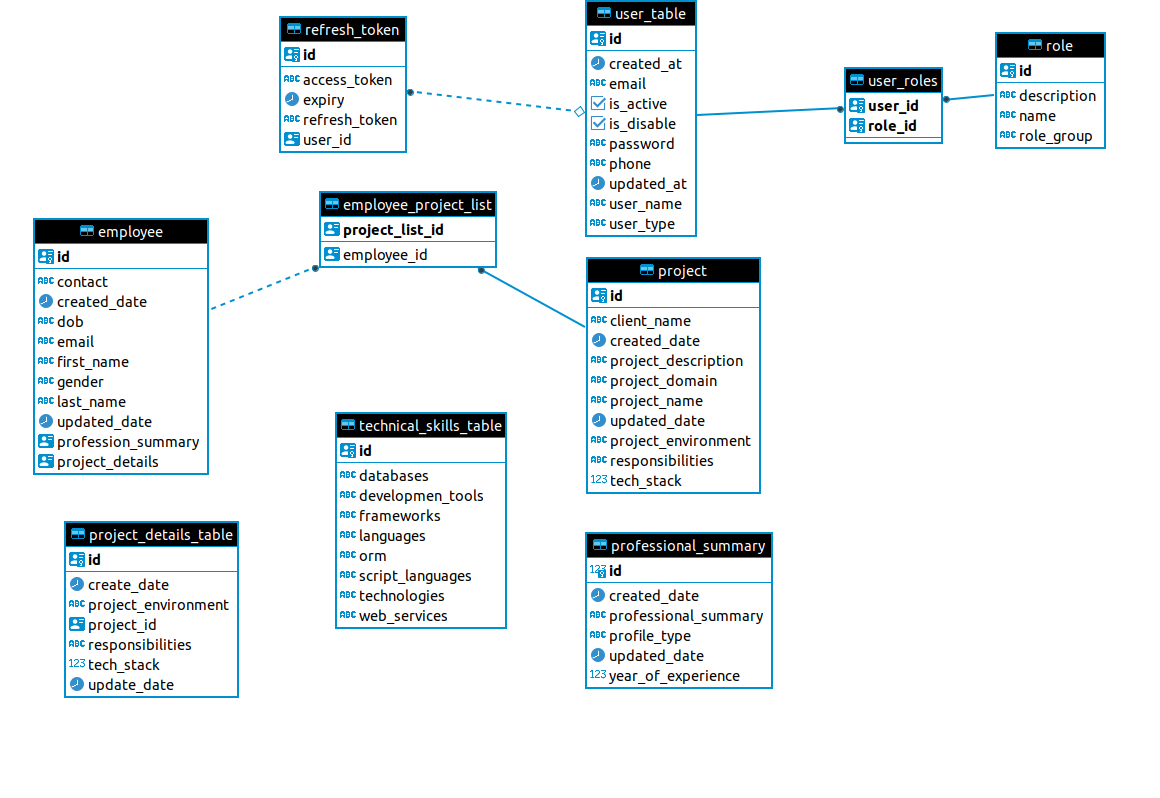 refresh_token
id
access_token
expiry
refresh_token
user_id
user_table
id
created_at
email
is_active
is_disable
password
phone
updated_at
user_name
user_type
user_roles
user_id
role_id
role
id
description
name
role_group
employee_project_list
project_list_id
employee_id
employee
id
contact
created_date
dob
email
first_name
gender
last_name
updated_date
profession_summary
project_details
project
id
client_name
created_date
project_description
project_domain
project_name
updated_date
project_environment
responsibilities
123 tech_stack
technical_skills_table
id
databases
developmen_tools
frameworks
languages
orm
script_languages
technologies
web_services
project_details_table
id
create_date
project_environment
project_id
responsibilities
123 tech_stack
update_date
professional_summary
123 id
created_date
professional_summary
profile_type
updated_date
123 year_of_experience